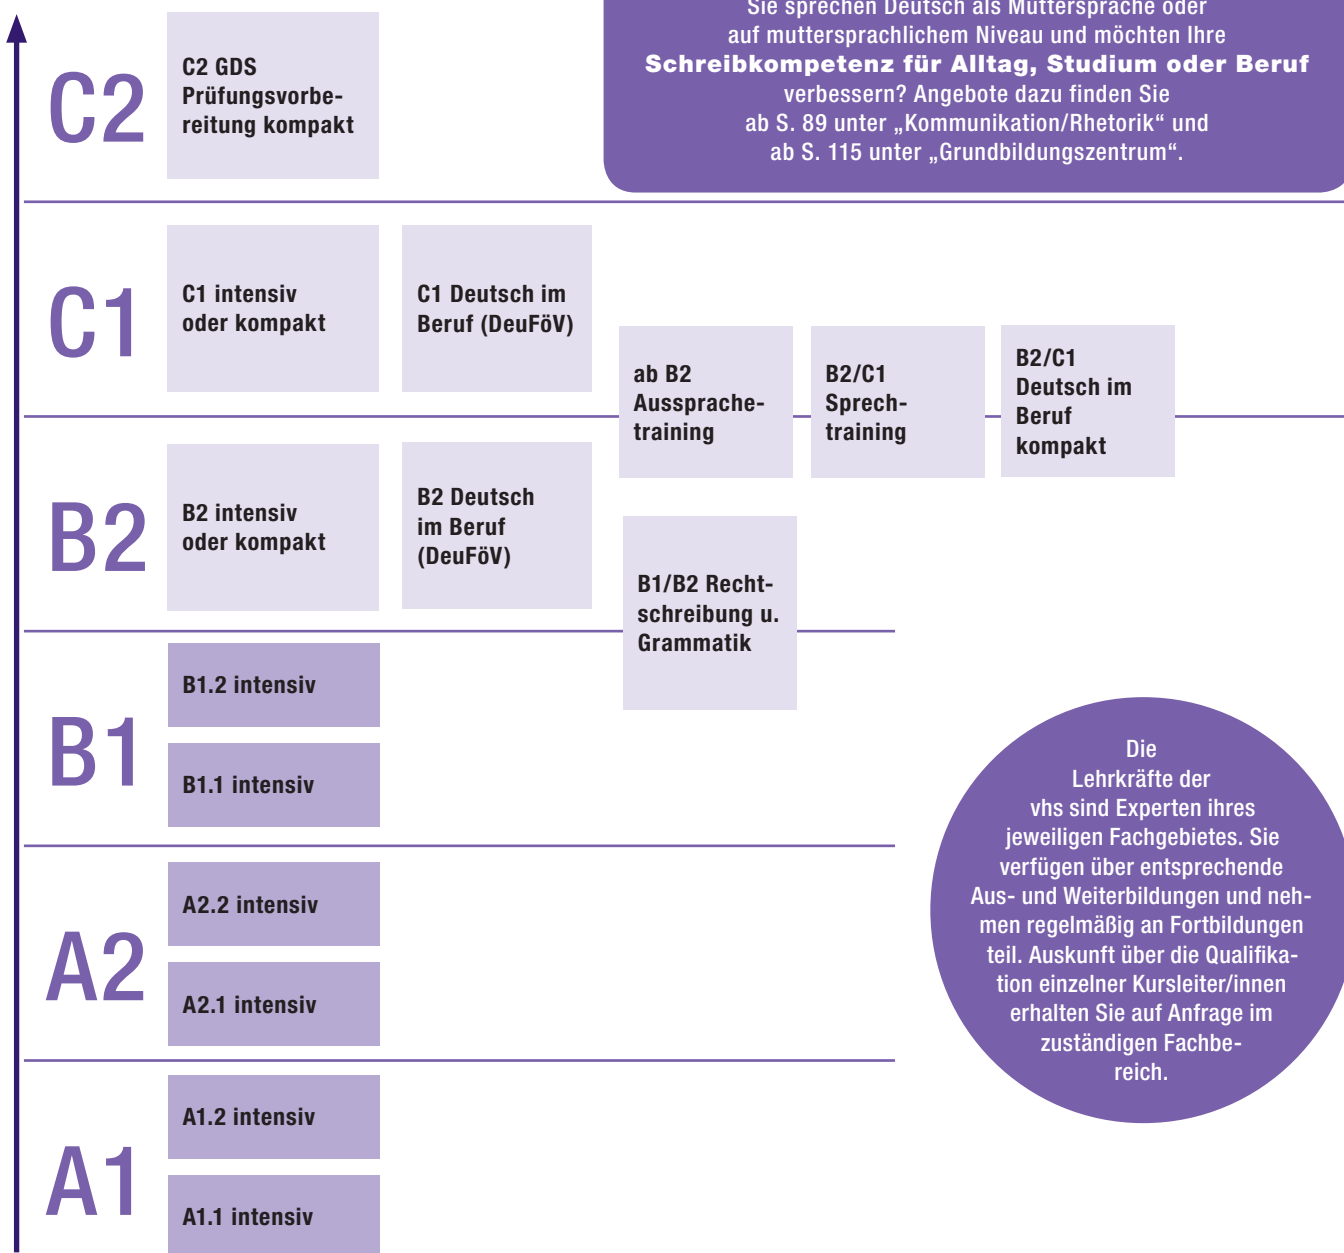 Sie sprechen Deutsch als Muttersprache oder
auf muttersprachlichem Niveau und möchten Ihre
Schreibkompetenz für Alltag, Studium oder Beruf
verbessern? Angebote dazu finden Sie
ab S. 89 unter „Kommunikation/Rhetorik“ und
ab S. 115 unter „Grundbildungszentrum“.
C2
C2 GDS
Prüfungsvorbe-
reitung kompakt
C1
C1 intensiv
oder kompakt
C1 Deutsch im
Beruf (DeuFöV)
ab B2
Aussprache-
training
B2/C1
Sprech-
training
B2/C1
Deutsch im
Beruf
kompakt
B2
B2 intensiv
oder kompakt
B2 Deutsch
im Beruf
(DeuFöV)
B1/B2 Recht-
schreibung u.
Grammatik
B1
B1.2 intensiv
B1.1 intensiv
Die
Lehrkräfte der
vhs sind Experten ihres
jeweiligen Fachgebietes. Sie
verfügen über entsprechende
Aus- und Weiterbildungen und neh-
men regelmäßig an Fortbildungen
teil. Auskunft über die Qualifika-
tion einzelner Kursleiter/innen
erhalten Sie auf Anfrage im
zuständigen Fachbe-
reich.
A2
A2.2 intensiv
A2.1 intensiv
A1
A1.2 intensiv
A1.1 intensiv